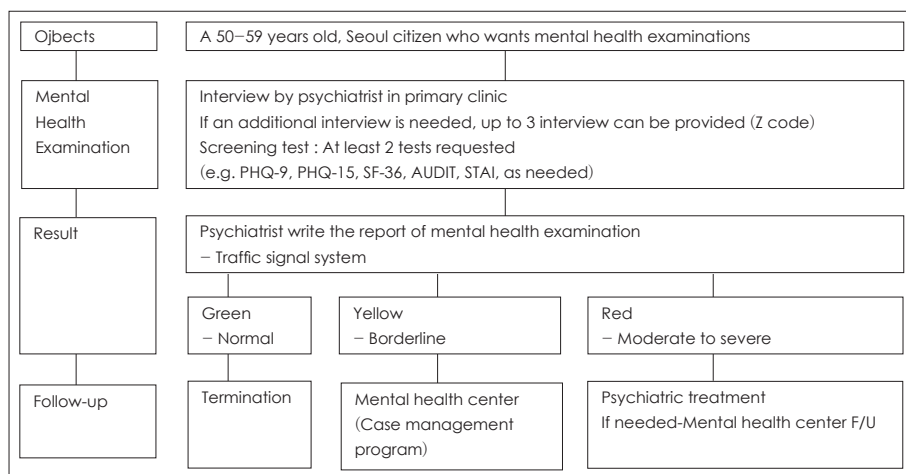 Ojbects
A 50−59 years old, Seoul citizen who wants mental health examinations
Mental
Health
Examination
Interview by psychiatrist in primary clinic
If an additional interview is needed, up to 3 interview can be provided (Z code)
Screening test : At least 2 tests requested
(e.g. PHQ-9, PHQ-15, SF-36, AUDIT, STAI, as needed)
Result
Psychiatrist write the report of mental health examination
− Traffic signal system
Green
− Normal
Yellow
− Borderline
Red
− Moderate to severe
Follow-up
Termination
Mental health center
(Case management
program)
Psychiatric treatment
If needed-Mental health center F/U